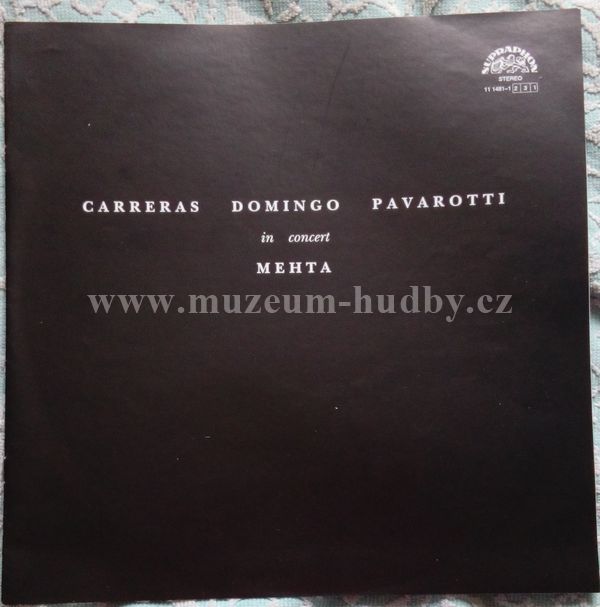 SUPRAPHON
STEREO
11 1481-1 2 3 1
CARRERAS DOMINGO PAVAROTTI
in concert
MEHTA
www.muzeum-hudby.cz